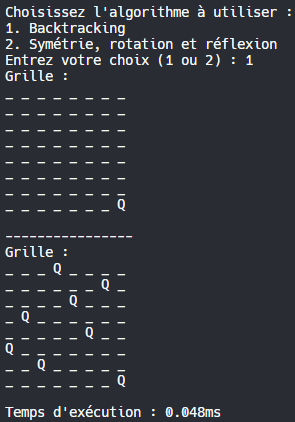 Choisissez l'algorithme à utiliser :
1. Backtracking
2. Symétrie, rotation et réflexion
Entrez votre choix (1 ou 2) : 1
Grille :
_ _ _ _ _ _ _ _
_ _ _ _ _ _ _ _
_ _ _ _ _ _ _ _
_ _ _ _ _ _ _ _
_ _ _ _ _ _ _ _
_ _ _ _ _ _ _ _
_ _ _ _ _ _ _ _
_ _ _ _ _ _ _ Q
----------------
Grille :
_ _ _ Q _ _ _ _
_ _ _ _ _ _ Q _
_ _ _ _ Q _ _ _
_ Q _ _ _ _ _ _
_ _ _ _ _ Q _ _
Q _ _ _ _ _ _ _
_ _ Q _ _ _ _ _
_ _ _ _ _ _ _ Q
Temps d'exécution : 0.048ms